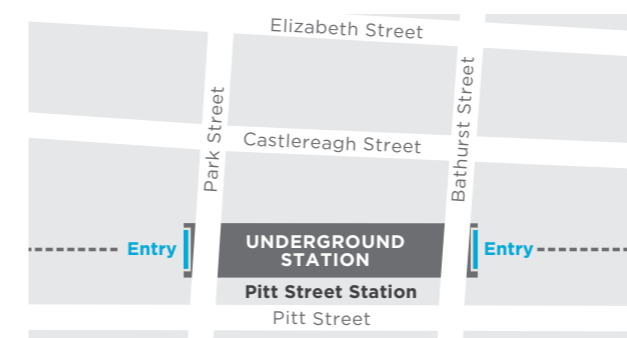 Elizabeth Street
Park Street
Bathurst Street
Castlereagh Street
Entry
UNDERGROUND
STATION
Entry
Pitt Street Station
Pitt Street